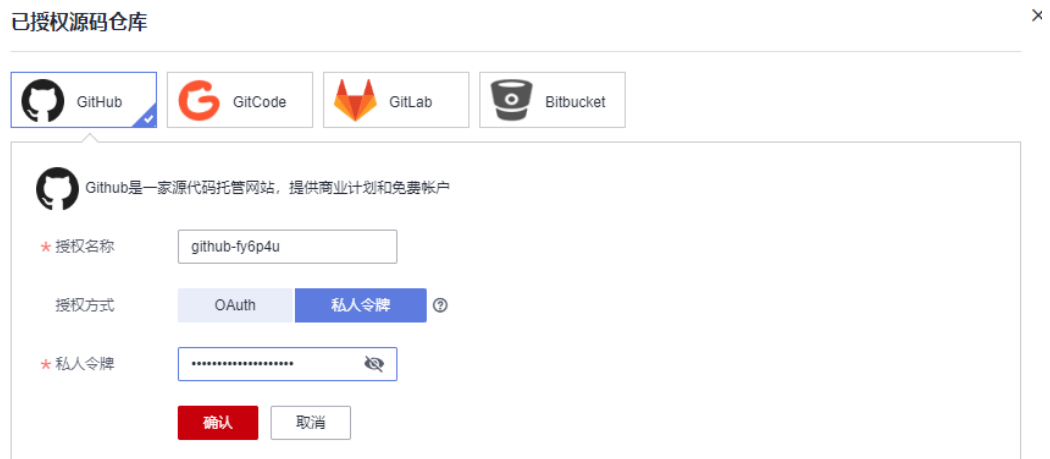 已授权源码仓库
GitHub GitCode GitLab Bitbucket
Github是一家源代码托管网站，提供商业计划和免费帐户
* 授权名称 github-fy6p4u
授权方式 OAuth 私人令牌
* 私人令牌 ••••••••••••••••••••
确认 取消